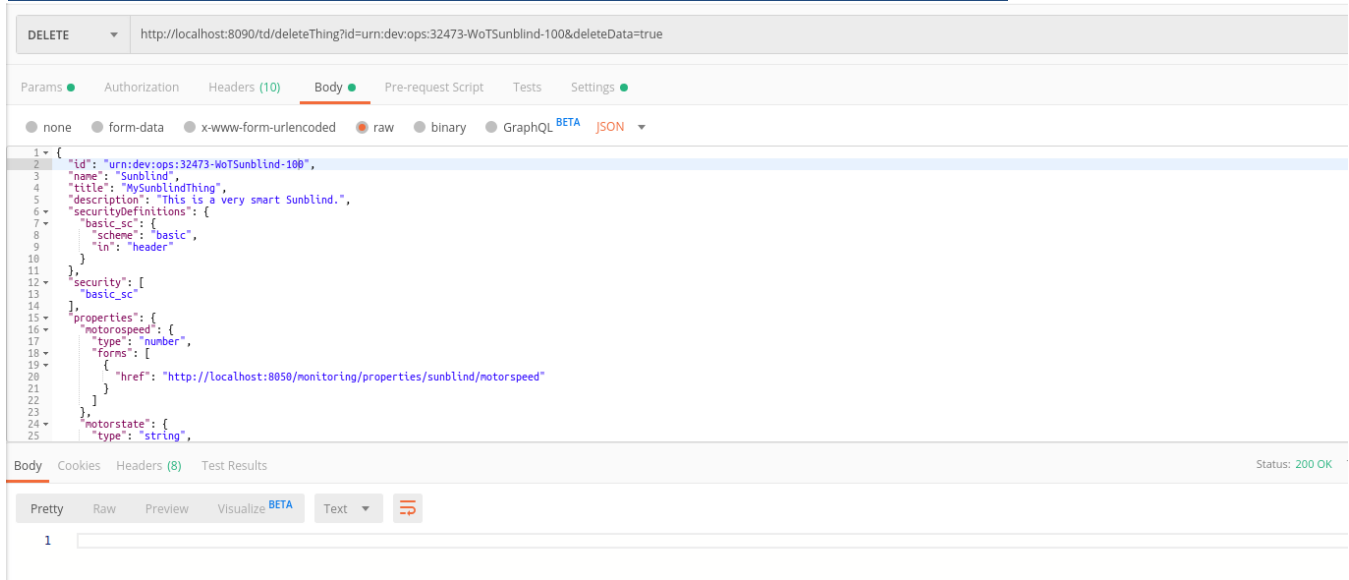 DELETE http://localhost:8090/td/deleteThing?id=urn:dev:ops:32473-WoTSunblind-100&deleteData=true
Params Authorization Headers (10) Body Pre-request Script Tests Settings
none form-data x-www-form-urlencoded raw binary GraphQL BETA JSON
1 {
2 "id": "urn:dev:ops:32473-WoTSunblind-100",
3 "name": "Sunblind",
4 "title": "MySunblindThing",
5 "description": "This is a very smart Sunblind.",
6 "securityDefinitions": {
7 "basic_sc": {
8 "scheme": "basic",
9 "in": "header"
10 }
11 },
12 "security": [
13 "basic_sc"
14 ],
15 "properties": {
16 "motorospeed": {
17 "type": "number",
18 "forms": [
19 {
20 "href": "http://localhost:8050/monitoring/properties/sunblind/motorspeed"
21 }
22 ]
23 },
24 "motorstate": {
25 "type": "string",
Body Cookies Headers (8) Test Results Status: 200 OK
Pretty Raw Preview Visualize BETA Text
1